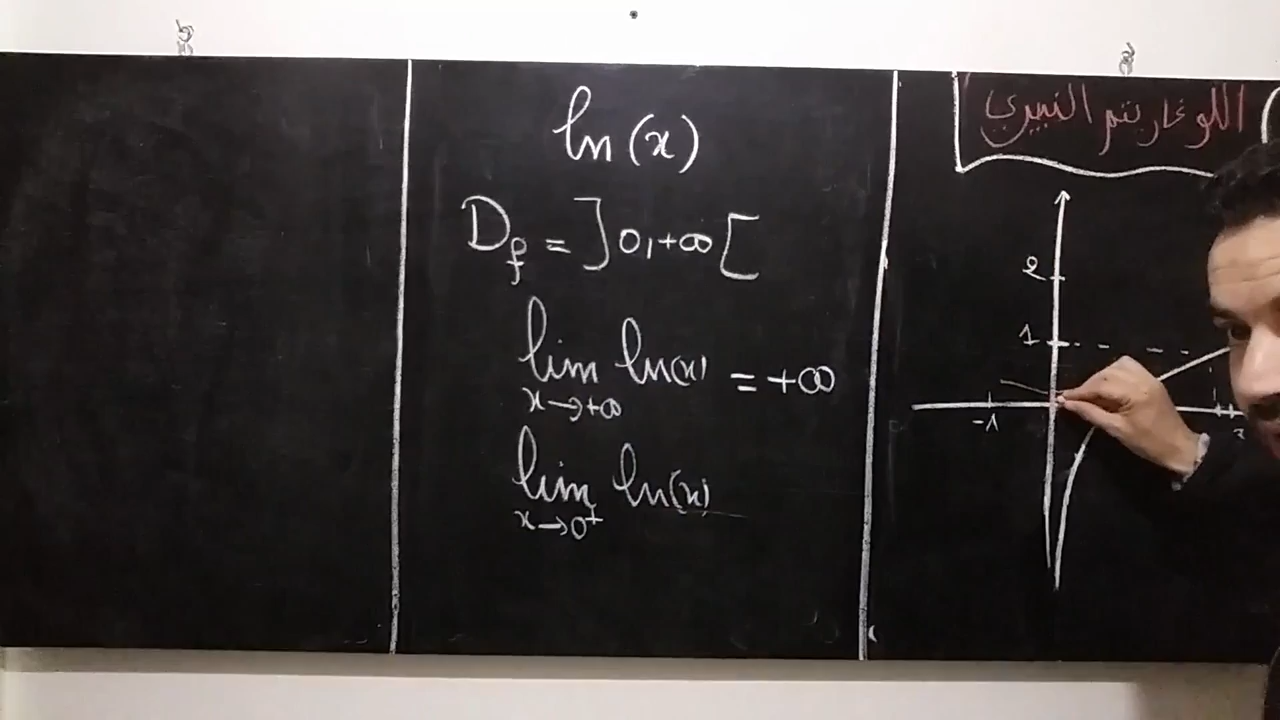 ln(x)
D_f = ]0,+∞[
lim ln(x) = +∞
x→+∞
lim ln(x)
x→0⁺
اللوغاريتم النيبيري
2
1
-1